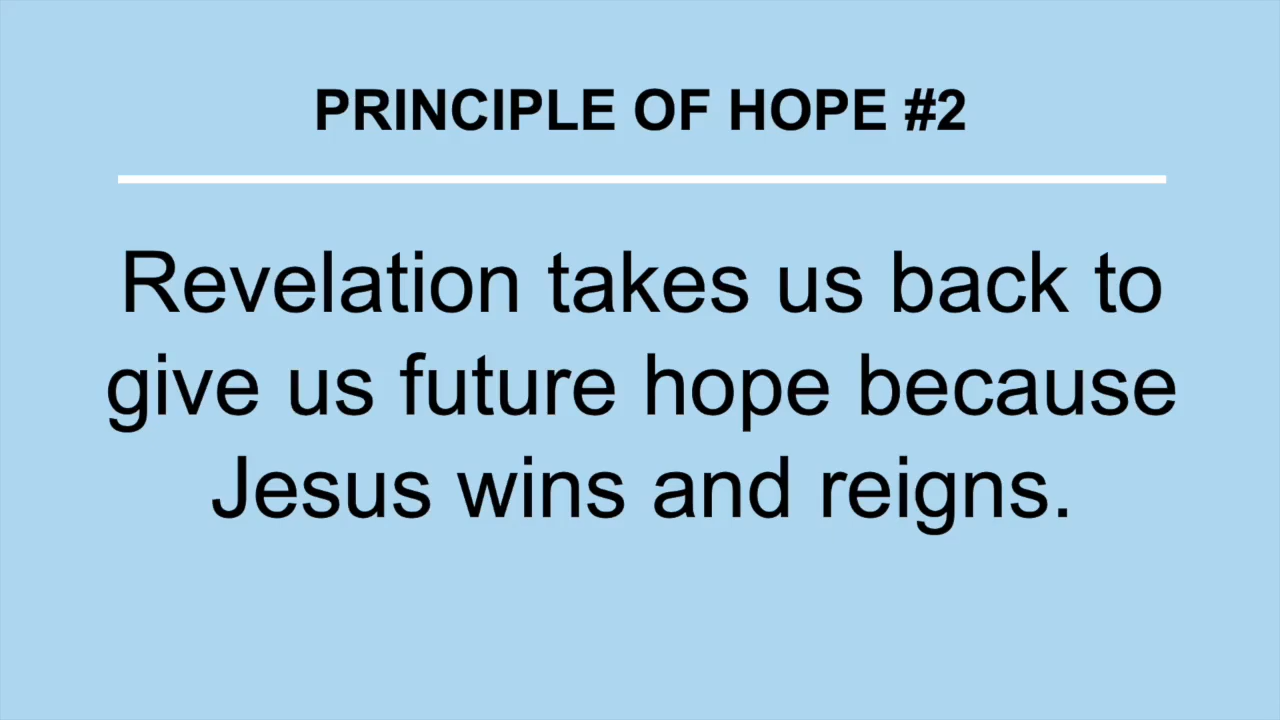 PRINCIPLE OF HOPE #2
Revelation takes us back to
give us future hope because
Jesus wins and reigns.